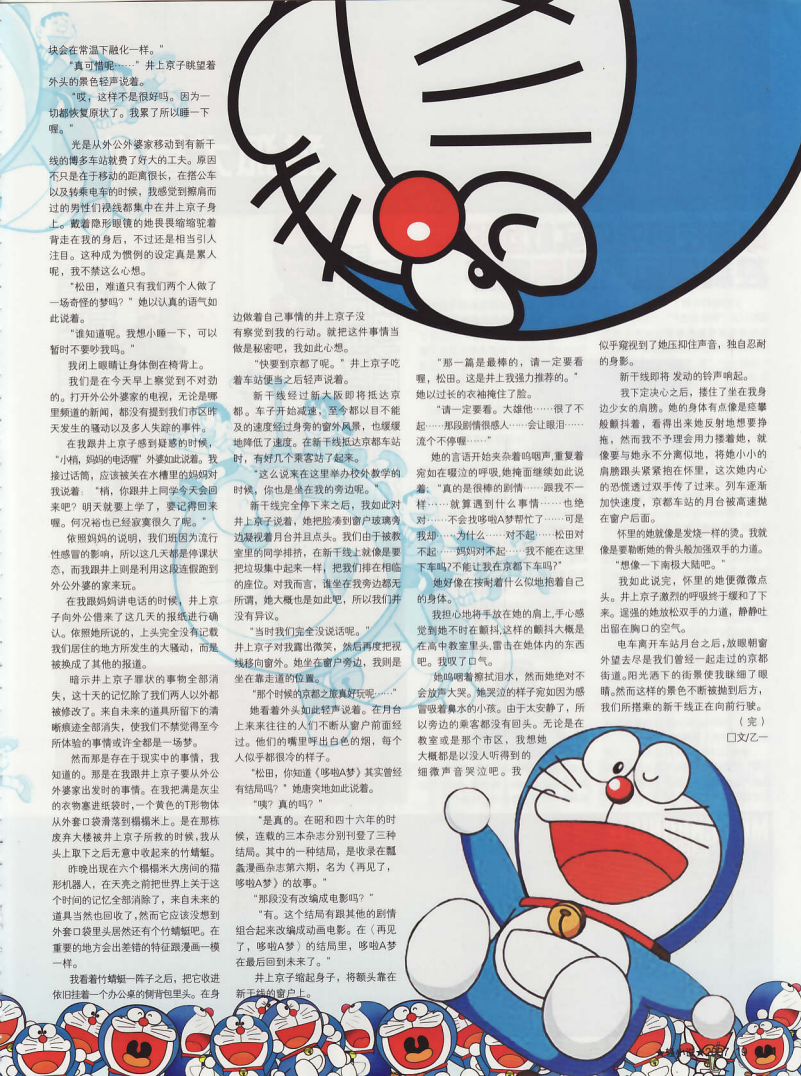 块会在常温下融化一样。"
"真可惜呢……"井上京子眺望着
外头的景色轻声说着。
"哎，这样不是很好吗。因为一
切都恢复原状了。我累了所以睡一下
喔。"
光是从外公外婆家移动到有新干
线的博多车站就费了好大的工夫。原因
不只是在于移动的距离很长，在搭公车
以及转乘电车的时候，我感觉到擦肩而
过的男性们视线都集中在井上京子身
上。戴着隐形眼镜的她畏畏缩缩驼着
背走在我的身后，不过还是相当引人
注目。这种成为惯例的设定真是累人
呢，我不禁这么心想。
"松田，难道只有我们两个人做了
一场奇怪的梦吗？"她以认真的语气如
此说着。
"谁知道呢。我想小睡一下，可以
暂时不要吵我吗。"
我闭上眼睛让身体倒在椅背上。
我们是在今天早上察觉到不对劲
的。打开外公外婆家的电视，无论是哪
里频道的新闻，都没有提到我们市区昨
天发生的骚动以及多人失踪的事件。
在我跟井上京子感到疑惑的时候，
"小梢，妈妈的电话喔"外婆如此说着。我
接过话筒，应该被关在水槽里的妈妈对
我说着："梢，你跟井上同学今天会回
来吧？明天就要上学了，要记得回来
喔。何况裕也已经寂寞很久了呢。"
依照妈妈的说明，我们班因为流行
性感冒的影响，所以这几天都是停课状
态，而我跟井上则是利用这段连假跑到
外公外婆的家来玩。
在我跟妈妈讲电话的时候，井上京
子向外公借来了这几天的报纸进行确
认。依照她所说的，上头完全没有记载
我们居住的地方所发生的大骚动，而是
被换成了其他的报道。
暗示井上京子罪状的事物全部消
失，这十天的记忆除了我们两人以外都
被修改了。来自未来的道具所留下的清
晰痕迹全部消失，使我们不禁觉得至今
所体验的事情或许全都是一场梦。
然而那是存在于现实中的事情，我
知道的。那是在我跟井上京子要从外公
外婆家出发时的事情。在我把满是灰尘
的衣物塞进纸袋时，一个黄色的T形物体
从外套口袋滑落到榻榻米上。是在那栋
废弃大楼被井上京子所救的时候，我从
头上取下之后无意中收起来的竹蜻蜓。
昨晚出现在六个榻榻米大房间的猫
形机器人，在天亮之前把世界上关于这
个时间的记忆全部消除了，来自未来的
道具当然也回收了，然而它应该没想到
外套口袋里头居然还有个竹蜻蜓吧。在
重要的地方会出差错的特征跟漫画一模
一样。
我看着竹蜻蜓一阵子之后，把它收进
依旧挂着一个办公桌的侧背包里头。在身
边做着自己事情的井上京子没
有察觉到我的行动。就把这件事情当
做是秘密吧，我如此心想。
"快要到京都了呢。"井上京子吃
着车站便当之后轻声说着。
新干线经过新大阪即将抵达京
都。车子开始减速，至今都以目不能
及的速度经过身旁的窗外风景，也缓缓
地降低了速度。在新干线抵达京都车站
时，有好几个乘客站了起来。
"这么说来在这里举办校外教学的
时候，你也是坐在我的旁边呢。"
新干线完全停下来之后，我如此对
井上京子说着，她把脸凑到窗户玻璃旁
边凝视着月台并且点头。我们由于被教
室里的同学排挤，在新干线上就像是要
把垃圾集中起来一样，把我们排在相临
的座位。对我而言，谁坐在我旁边都无
所谓，她大概也是如此吧，所以我们并
没有异议。
"当时我们完全没说话呢。"
井上京子对我露出微笑，然后再度把视
线移向窗外。她坐在窗户旁边，我则是
坐在靠走道的位置。
"那个时候的京都之旅真好玩呢……"
她看着外头如此轻声说着。在月台
上来来往往的人们不断从窗户前面经
过。他们的嘴里呼出白色的烟，每个
人似乎都很冷的样子。
"松田，你知道《哆啦A梦》其实曾经
有结局吗？"她唐突地如此说着。
"咦？真的吗？"
"是真的。在昭和四十六年的时
候，连载的三本杂志分别刊登了三种
结局。其中的一种结局，是收录在瓢
虫漫画杂志第六期，名为《再见了，
哆啦A梦》的故事。"
"那段没有改编成电影吗？"
"有。这个结局有跟其他的剧情
组合起来改编成动画电影。在〈再见
了，哆啦A梦〉的结局里，哆啦A梦
在最后回到未来了。"
井上京子缩起身子，将额头靠在
新干线的窗户上。
"那一篇是最棒的，请一定要看
喔，松田。这是井上我强力推荐的。"
她以过长的衣袖掩住了脸。
"请一定要看。大雄他……很了不
起……那段剧情很感人……会让眼泪……
流个不停喔……"
她的言语开始夹杂着呜咽声，重复着
宛如在啜泣的呼吸，她掩面继续如此说
着："真的是很棒的剧情……跟我不一
样……就算遇到什么事情……也绝
对……不会找哆啦A梦帮忙了……可是
我却……为什么……对不起……松田对
不起……妈妈对不起……我不能在这里
下车吗？不能让我在京都下车吗？"
她好像在按耐着什么似地抱着自己
的身体。
我担心地将手放在她的肩上，手心感
觉到她不时在颤抖，这样的颤抖大概是
在高中教室里头，雷击在她体内的东西
吧。我叹了口气。
她呜咽着擦拭泪水，然而她绝对不
会放声大哭。她哭泣的样子宛如因为感
冒吸着鼻水的小孩。由于太安静了，所
以旁边的乘客都没有回头。无论是在
教室或是那个市区，我想她
大概都是以没人听得到的
细微声音哭泣吧。我
似乎窥视到了她压抑住声音，独自忍耐
的身影。
新干线即将 发动的铃声响起。
我下定决心之后，搂住了坐在我身
边少女的肩膀。她的身体有点像是痉攣
般颤抖着，看得出来她反射地想要挣
拖，然而我不予理会用力搂着她，就
像要与她永不分离似地，将她小小的
肩膀跟头紧紧抱在怀里，这次她内心
的恐慌透过双手传了过来。列车逐渐
加快速度，京都车站的月台被高速抛
在窗户后面。
怀里的她就像是发烧一样的烫。我就
像是要勒断她的骨头般加强双手的力道。
"想像一下南极大陆吧。"
我如此说完，怀里的她便微微点
头。井上京子激烈的呼吸终于缓和了下
来。逞强的她放松双手的力道，静静吐
出留在胸口的空气。
电车离开车站月台之后，放眼朝窗
外望去尽是我们曾经一起走过的京都
街道。阳光洒下的街景使我眯细了眼
睛。然而这样的景色不断被抛到后方，
我们所搭乘的新干线正在向前行驶。
（完）
□文/乙一